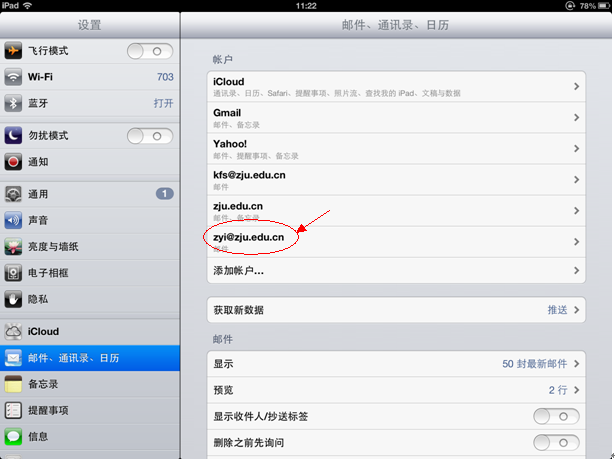 iPad 11:22 78%
设置
飞行模式
Wi-Fi 703
蓝牙 打开
勿扰模式
通知
通用 1
声音
亮度与墙纸
电子相框
隐私
iCloud
邮件、通讯录、日历
备忘录
提醒事项
信息
邮件、通讯录、日历
帐户
iCloud
通讯录、日历、Safari、提醒事项、照片流、查找我的 iPad、文稿与数据
Gmail
邮件、备忘录
Yahoo!
邮件、提醒事项、备忘录
kfs@zju.edu.cn
邮件
zju.edu.cn
邮件、备忘录
zyi@zju.edu.cn
邮件
添加帐户...
获取新数据 推送
邮件
显示 50 封最新邮件
预览 2 行
显示收件人/抄送标签
删除之前先询问